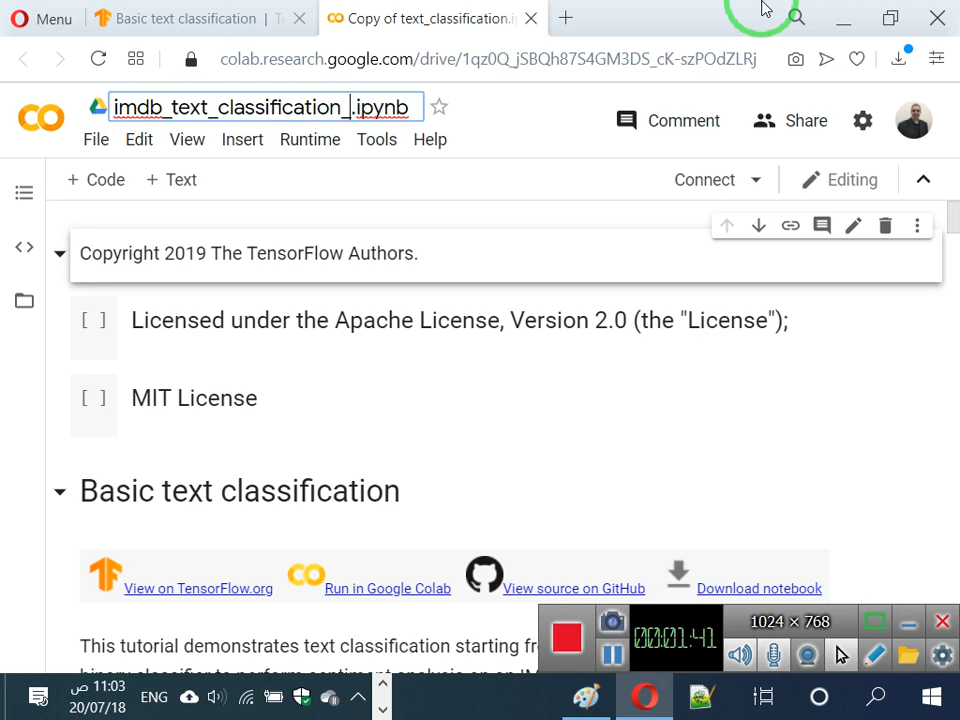 Menu
Basic text classification
Copy of text_classification.i
colab.research.google.com/drive/1qz0Q_jSBQh87S4GM3DS_cK-szPOdZLRj
imdb_text_classification_.ipynb
File Edit View Insert Runtime Tools Help
Comment Share
+ Code + Text
Connect Editing
Copyright 2019 The TensorFlow Authors.
[ ] Licensed under the Apache License, Version 2.0 (the "License");
[ ] MIT License
Basic text classification
View on TensorFlow.org Run in Google Colab View source on GitHub Download notebook
This tutorial demonstrates text classification starting
1024 × 768
00:01:41
11:03 ص
20/07/18
ENG